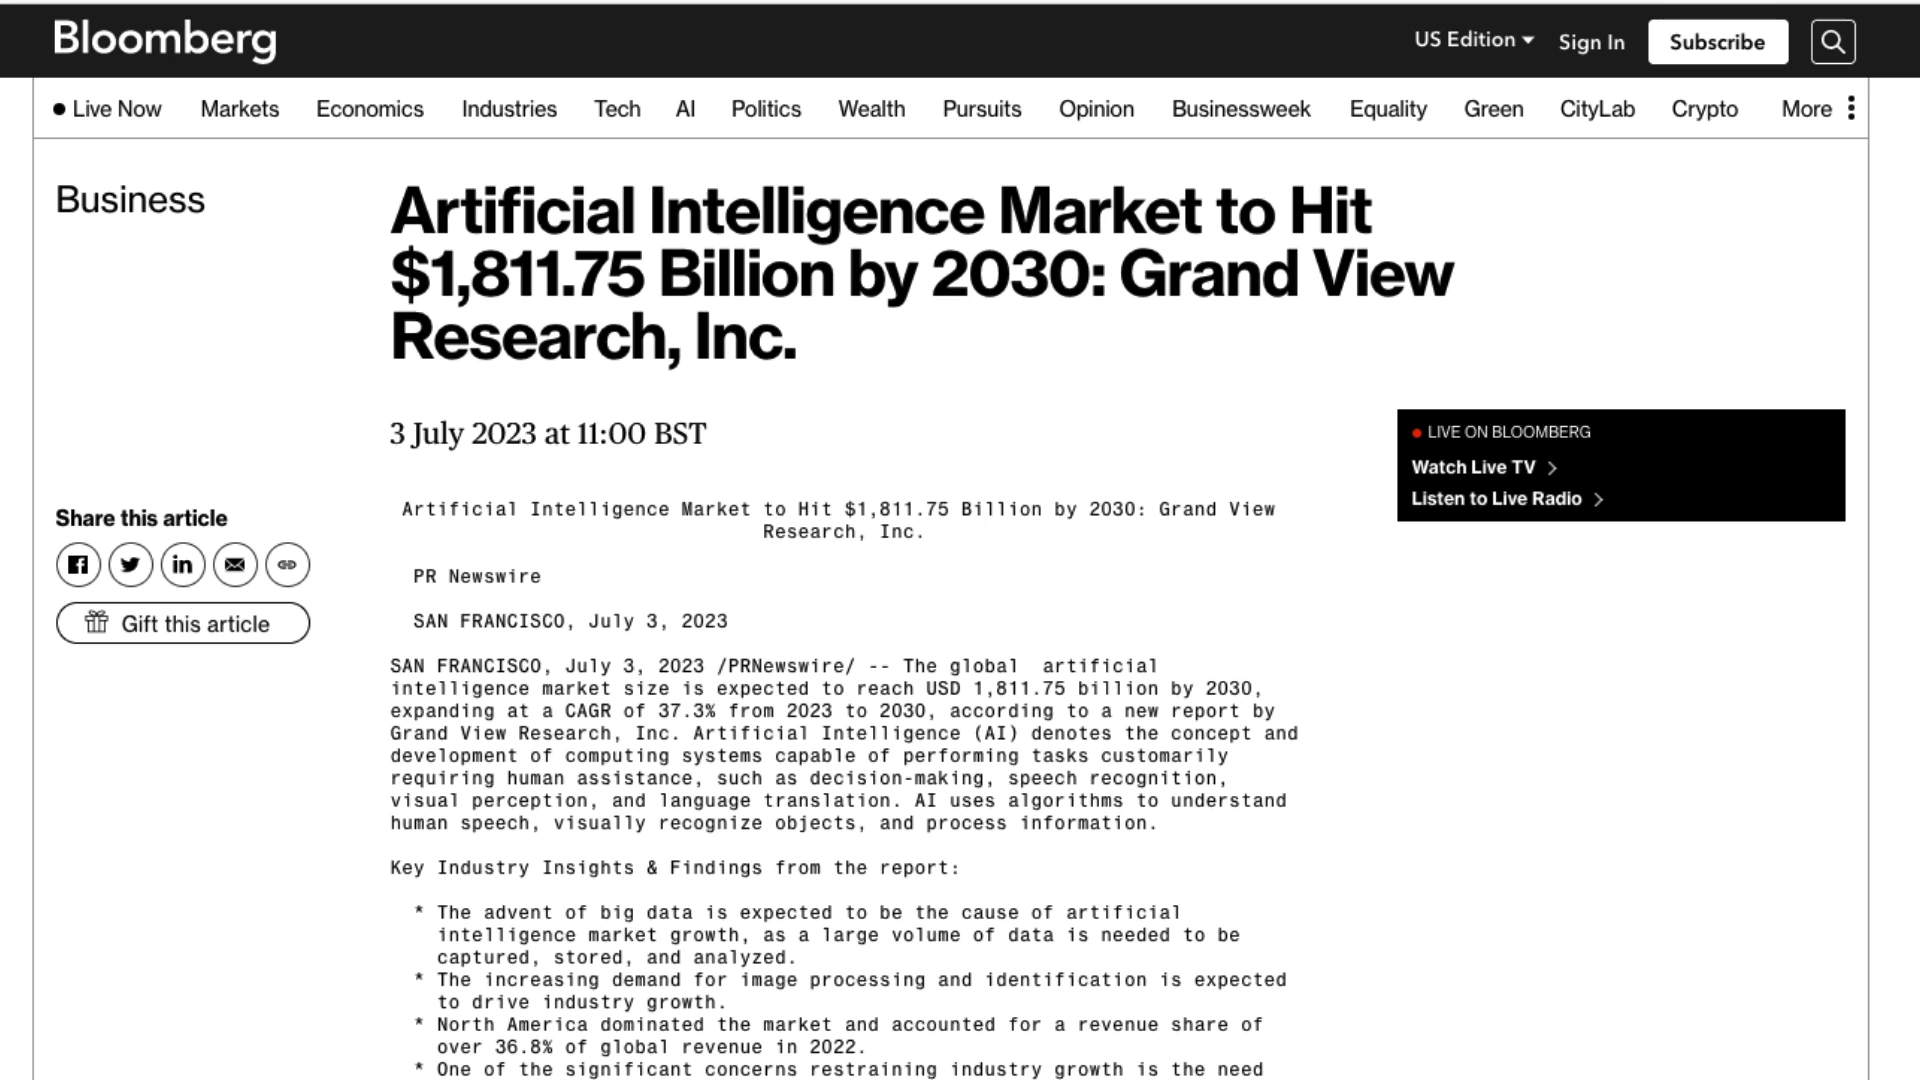 Bloomberg
US Edition
Sign In
Subscribe
Live Now
Markets
Economics
Industries
Tech
AI
Politics
Wealth
Pursuits
Opinion
Businessweek
Equality
Green
CityLab
Crypto
More
Business
Artificial Intelligence Market to Hit
$1,811.75 Billion by 2030: Grand View
Research, Inc.
3 July 2023 at 11:00 BST
LIVE ON BLOOMBERG
Watch Live TV
Listen to Live Radio
Share this article
Gift this article
Artificial Intelligence Market to Hit $1,811.75 Billion by 2030: Grand View
Research, Inc.
PR Newswire
SAN FRANCISCO, July 3, 2023
SAN FRANCISCO, July 3, 2023 /PRNewswire/ -- The global artificial
intelligence market size is expected to reach USD 1,811.75 billion by 2030,
expanding at a CAGR of 37.3% from 2023 to 2030, according to a new report by
Grand View Research, Inc. Artificial Intelligence (AI) denotes the concept and
development of computing systems capable of performing tasks customarily
requiring human assistance, such as decision-making, speech recognition,
visual perception, and language translation. AI uses algorithms to understand
human speech, visually recognize objects, and process information.
Key Industry Insights & Findings from the report:
* The advent of big data is expected to be the cause of artificial
intelligence market growth, as a large volume of data is needed to be
captured, stored, and analyzed.
* The increasing demand for image processing and identification is expected
to drive industry growth.
* North America dominated the market and accounted for a revenue share of
over 36.8% of global revenue in 2022.
* One of the significant concerns restraining industry growth is the need